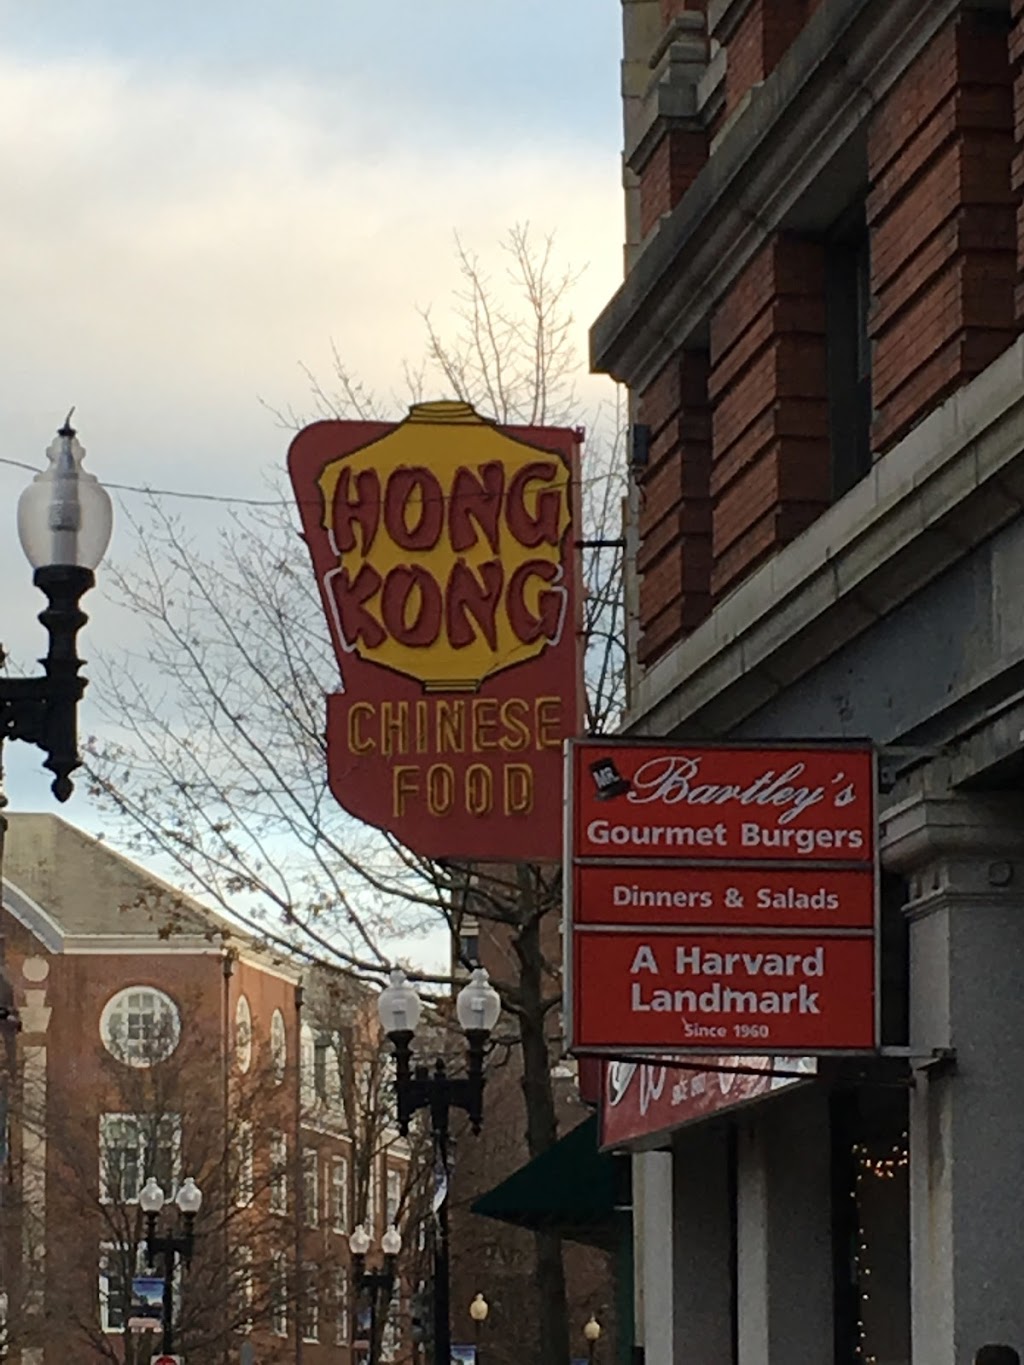 HONG
KONG
CHINESE
FOOD
MR
Bartley's
Gourmet Burgers
Dinners & Salads
A Harvard
Landmark
Since 1960